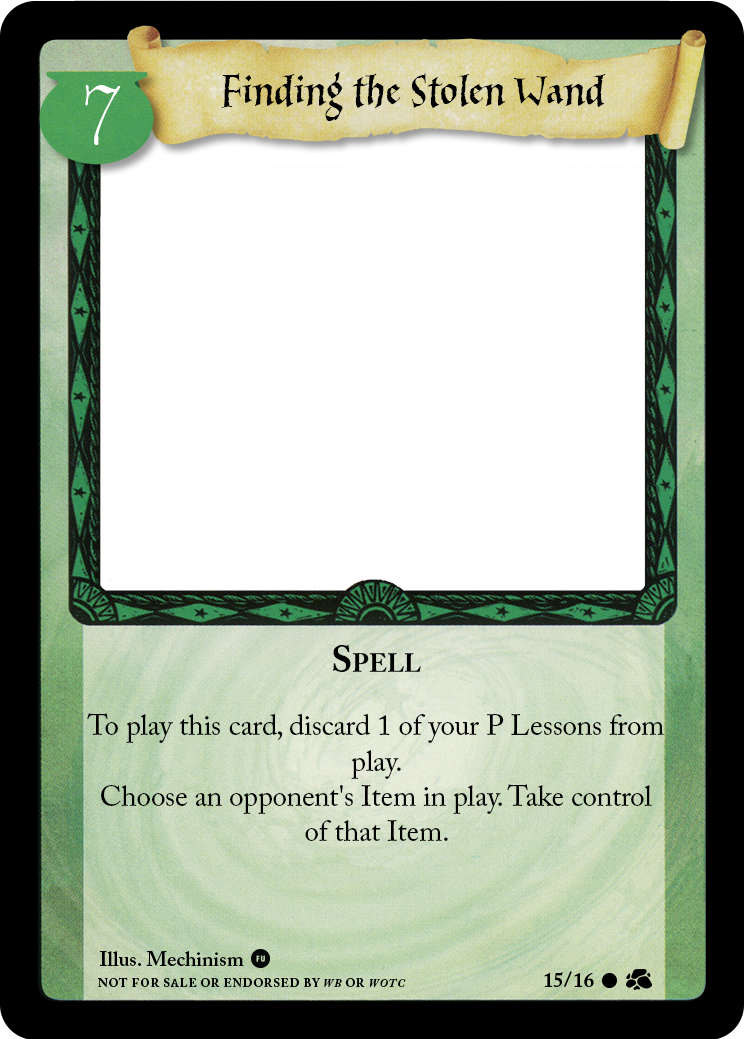 7
Finding the Stolen Wand
SPELL
To play this card, discard 1 of your P Lessons from
play.
Choose an opponent's Item in play. Take control
of that Item.
Illus. Mechinism FU
NOT FOR SALE OR ENDORSED BY WB OR WOTC
15/16